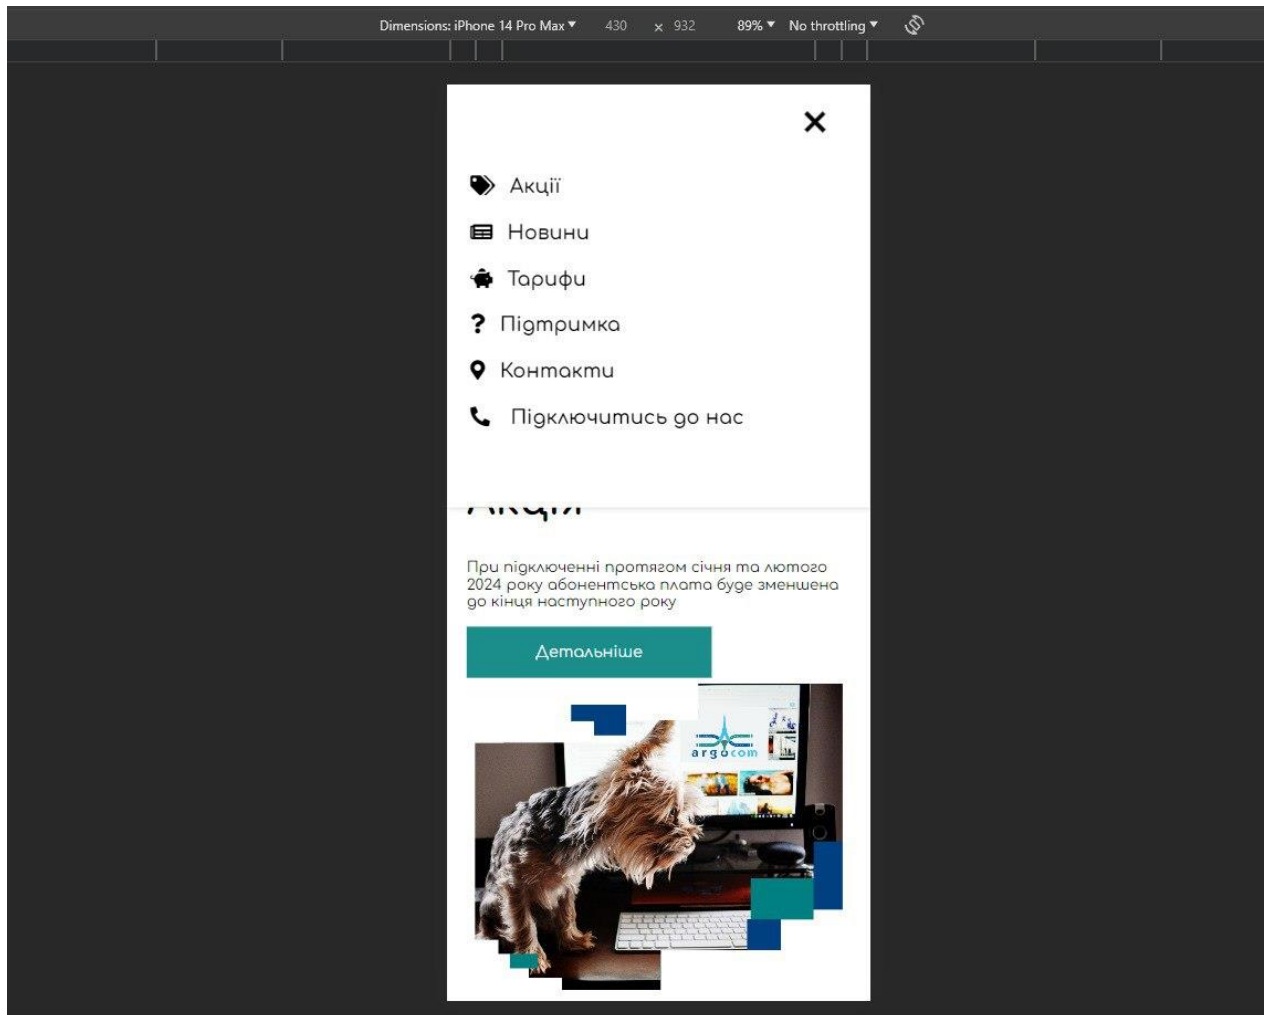 Dimensions: iPhone 14 Pro Max 430 x 932 89% No throttling
Акції
Новини
Тарифи
Підтримка
Контакти
Підключитись до нас
Акція
При підключенні протягом січня та лютого
2024 року абонентська плата буде зменшена
до кінця наступного року
Детальніше
argocom